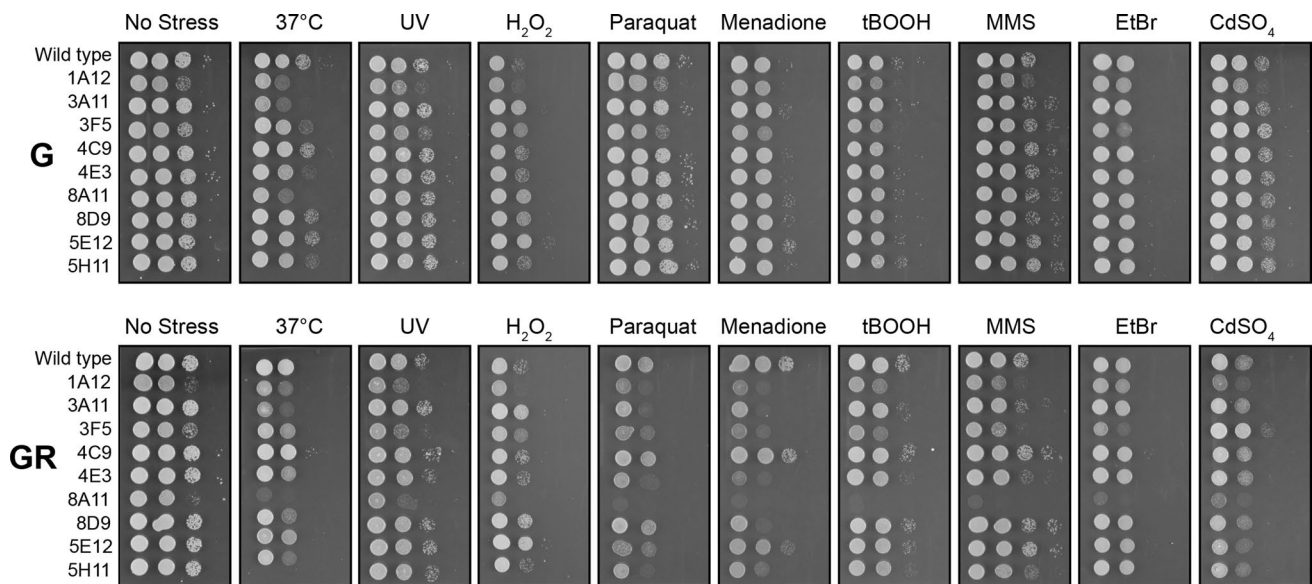 No Stress 37°C UV H₂O₂ Paraquat Menadione tBOOH MMS EtBr CdSO₄
Wild type
1A12
3A11
3F5
G
4C9
4E3
8A11
8D9
5E12
5H11
No Stress 37°C UV H₂O₂ Paraquat Menadione tBOOH MMS EtBr CdSO₄
Wild type
1A12
3A11
3F5
GR
4C9
4E3
8A11
8D9
5E12
5H11